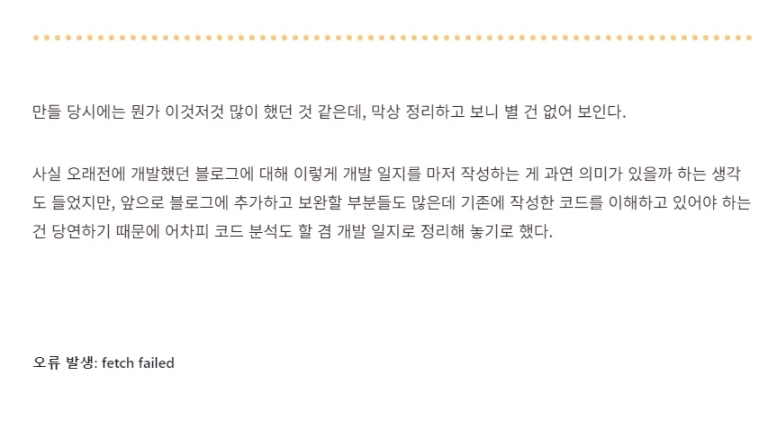 만들 당시에는 뭔가 이것저것 많이 했던 것 같은데, 막상 정리하고 보니 별 건 없어 보인다.
사실 오래전에 개발했던 블로그에 대해 이렇게 개발 일지를 마저 작성하는 게 과연 의미가 있을까 하는 생각
도 들었지만, 앞으로 블로그에 추가하고 보완할 부분들도 많은데 기존에 작성한 코드를 이해하고 있어야 하는
건 당연하기 때문에 어차피 코드 분석도 할 겸 개발 일지로 정리해 놓기로 했다.
오류 발생: fetch failed